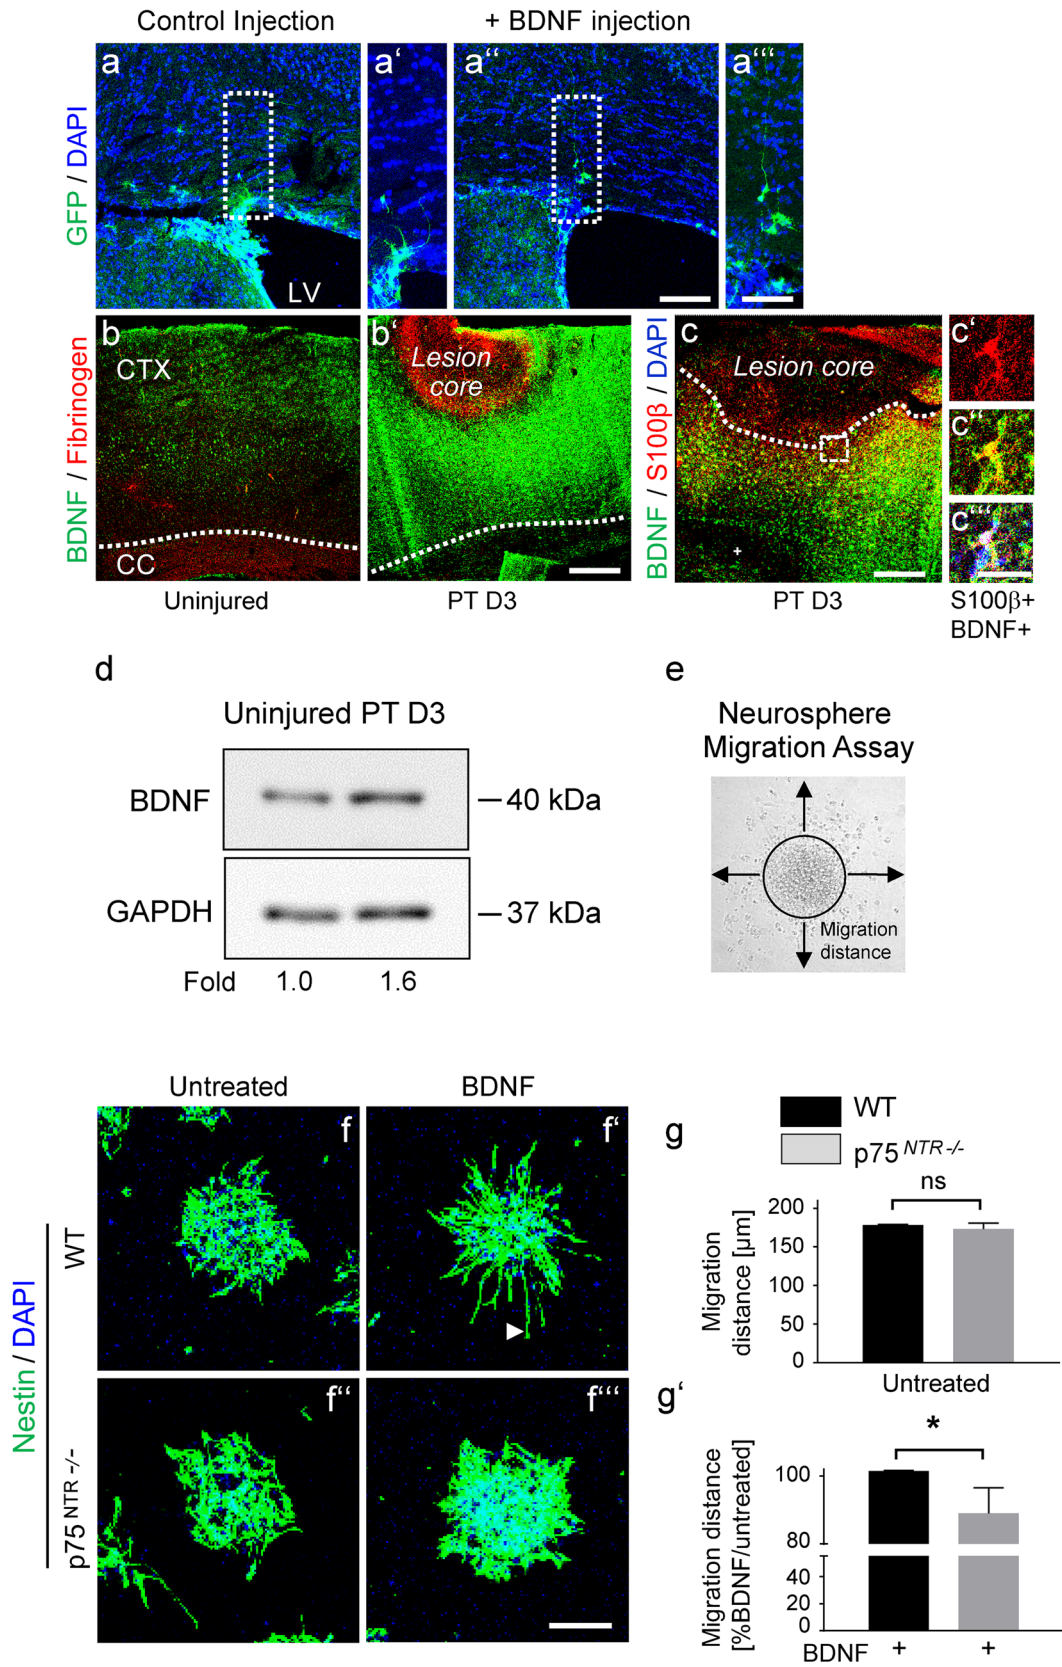 Control Injection + BDNF injection
a a‘ a“ a“‘
GFP / DAPI
LV
b b‘ c c‘
CTX
Lesion core
Lesion core
c“
c“‘
CC
BDNF / Fibrinogen
BDNF / S100β / DAPI
Uninjured PT D3 PT D3 S100β+
BDNF+
d e
Uninjured PT D3
BDNF 40 kDa
GAPDH 37 kDa
Fold 1.0 1.6
Neurosphere
Migration Assay
Migration
distance
Untreated BDNF
f f‘
f“ f“‘
WT
p75 NTR -/-
Nestin / DAPI
g
WT
p75 NTR -/-
ns
200
150
100
0
Migration
distance [µm]
Untreated
g‘
*
100
80
40
20
0
Migration distance
[%BDNF/untreated]
BDNF + +